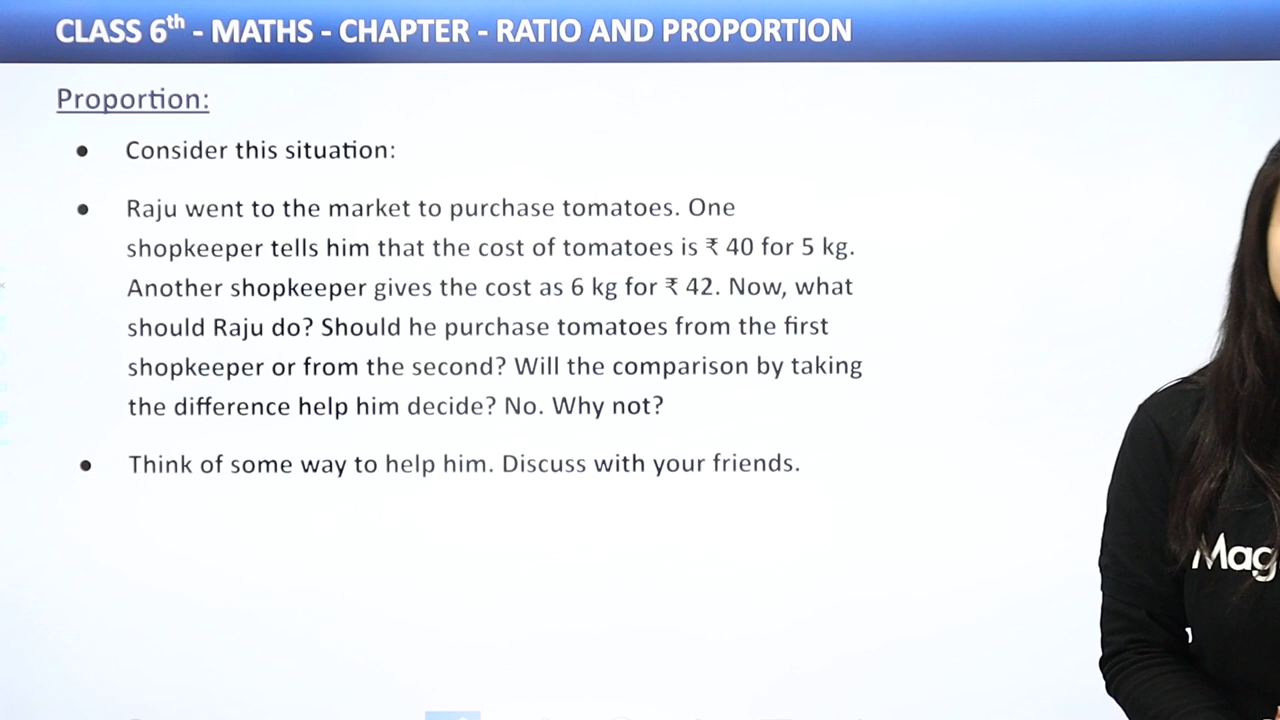 CLASS 6th - MATHS - CHAPTER - RATIO AND PROPORTION
Proportion:
• Consider this situation:
• Raju went to the market to purchase tomatoes. One
shopkeeper tells him that the cost of tomatoes is ₹ 40 for 5 kg.
Another shopkeeper gives the cost as 6 kg for ₹ 42. Now, what
should Raju do? Should he purchase tomatoes from the first
shopkeeper or from the second? Will the comparison by taking
the difference help him decide? No. Why not?
• Think of some way to help him. Discuss with your friends.
Mag